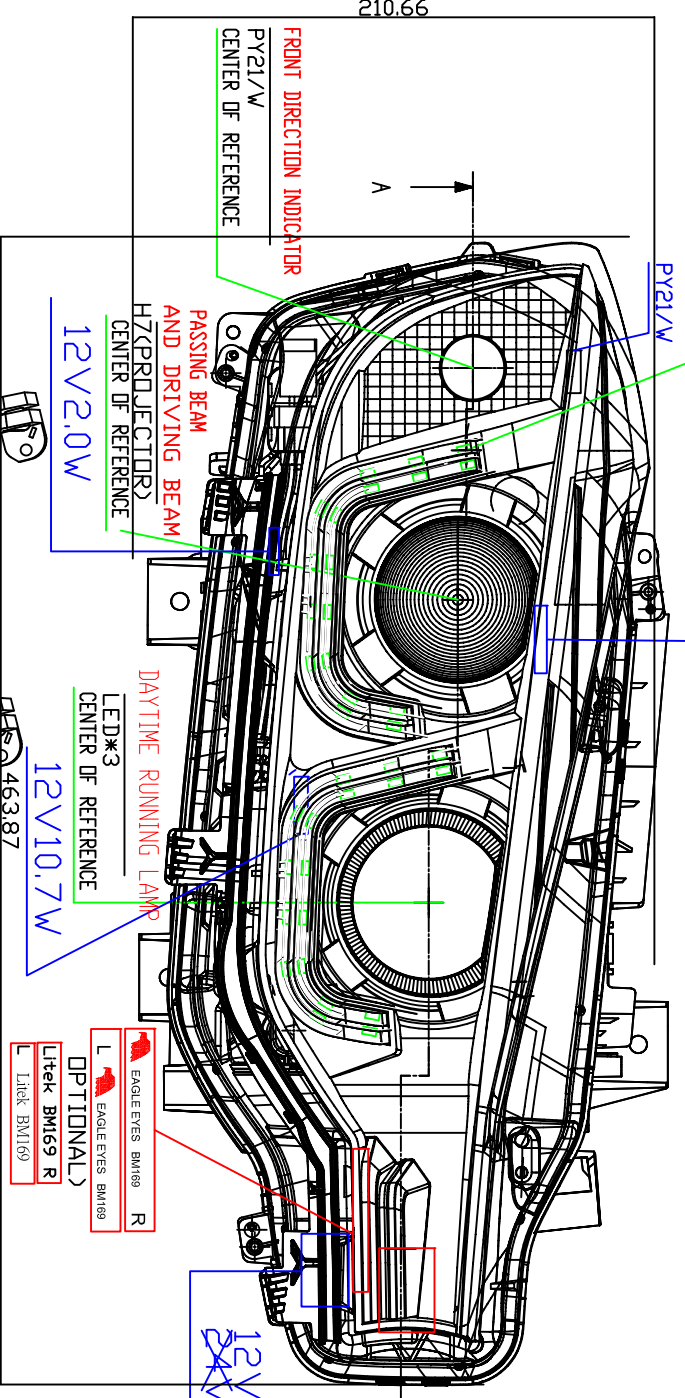 210.66
FRONT DIRECTION INDICATOR
PY21/W
CENTER OF REFERENCE
A
PY21/W
PASSING BEAM
AND DRIVING BEAM
H7(PROJECTOR)
CENTER OF REFERENCE
12V2.0W
DAYTIME RUNNING LAMP
LED*3
CENTER OF REFERENCE
12V10.7W
463.87
EAGLE EYES BM169 R
L EAGLE EYES BM169
OPTIONAL)
Litek BM169 R
L Litek BM169
12V
24V